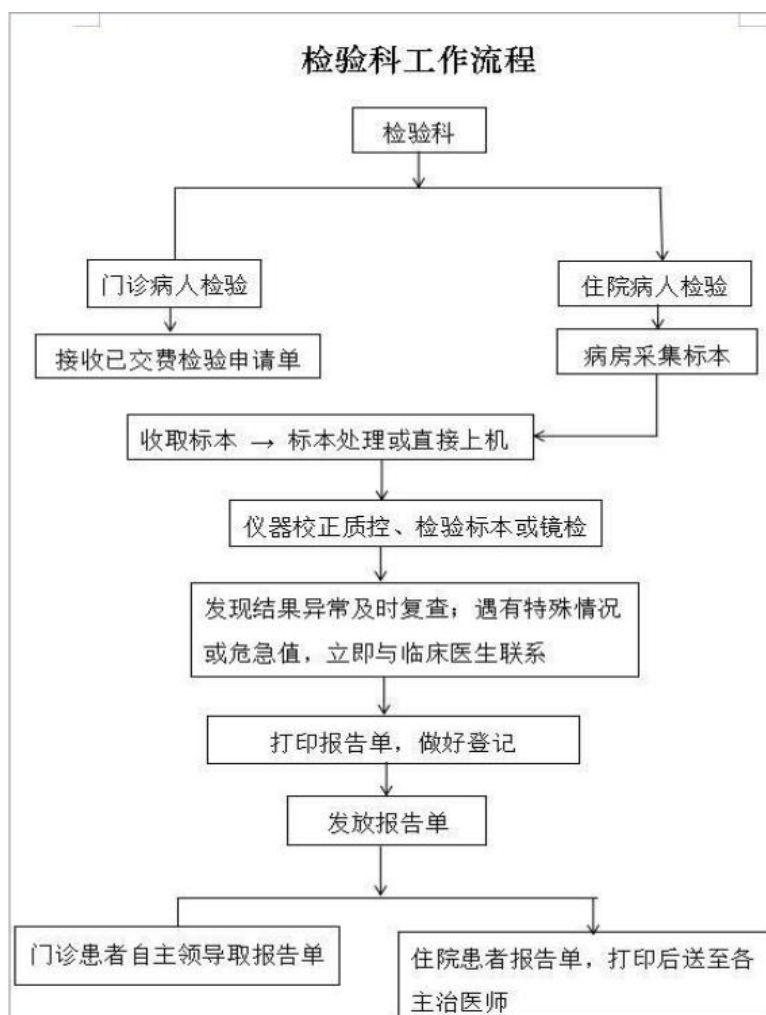 检验科工作流程
检验科
门诊病人检验
住院病人检验
接收已交费检验申请单
病房采集标本
收取标本 → 标本处理或直接上机
仪器校正质控、检验标本或镜检
发现结果异常及时复查；遇有特殊情况
或危急值，立即与临床医生联系
打印报告单，做好登记
发放报告单
门诊患者自主领导取报告单
住院患者报告单，打印后送至各
主治医师